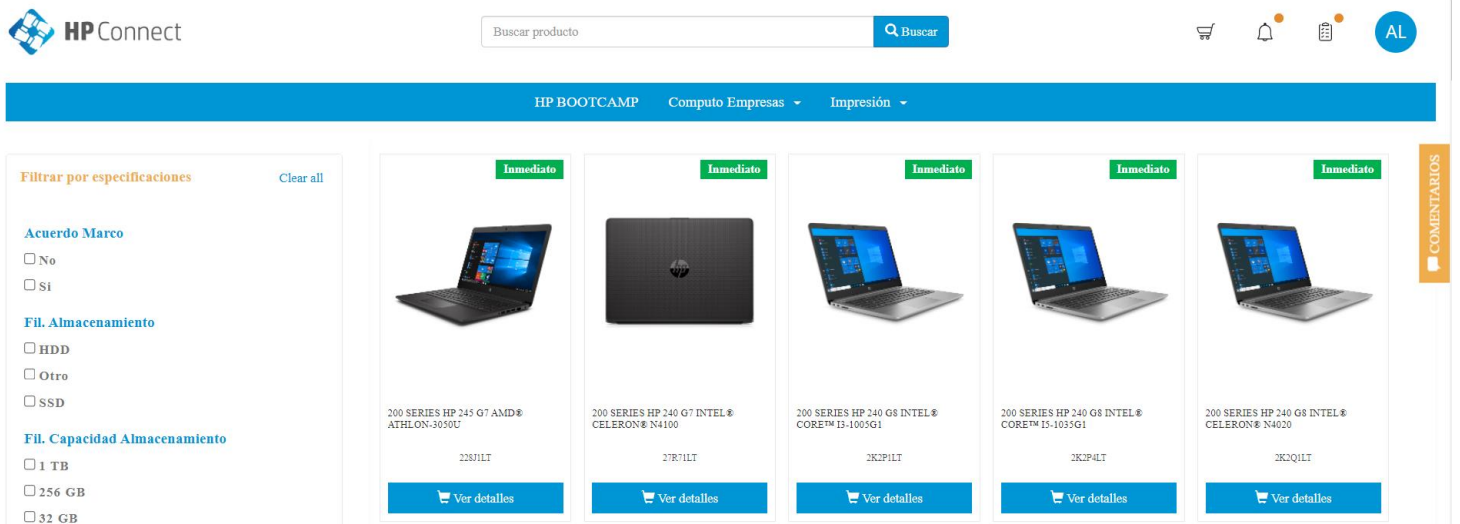 HP Connect
Buscar producto
Buscar
AL
HP BOOTCAMP Computo Empresas Impresión
COMENTARIOS
Filtrar por especificaciones Clear all
Acuerdo Marco
No
Si
Fil. Almacenamiento
HDD
Otro
SSD
Fil. Capacidad Almacenamiento
1 TB
256 GB
32 GB
Inmediato
200 SERIES HP 245 G7 AMD®
ATHLON-3050U
228J1LT
Ver detalles
Inmediato
hp
200 SERIES HP 240 G7 INTEL®
CELERON® N4100
27R71LT
Ver detalles
Inmediato
200 SERIES HP 240 G8 INTEL®
CORE™ I3-1005G1
2K2P1LT
Ver detalles
Inmediato
200 SERIES HP 240 G8 INTEL®
CORE™ I5-1035G1
2K2P4LT
Ver detalles
Inmediato
200 SERIES HP 240 G8 INTEL®
CELERON® N4020
2K2Q1LT
Ver detalles